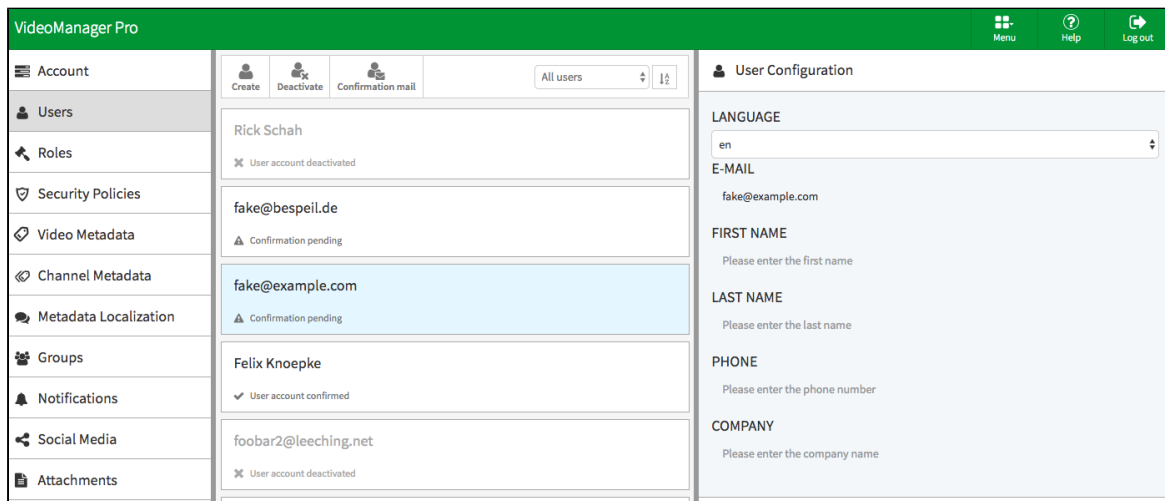 VideoManager Pro
Menu
Help
Log out
Account
Users
Roles
Security Policies
Video Metadata
Channel Metadata
Metadata Localization
Groups
Notifications
Social Media
Attachments
Create
Deactivate
Confirmation mail
All users
Rick Schah
User account deactivated
fake@bespeil.de
Confirmation pending
fake@example.com
Confirmation pending
Felix Knoepke
User account confirmed
foobar2@leeching.net
User account deactivated
User Configuration
LANGUAGE
en
E-MAIL
fake@example.com
FIRST NAME
Please enter the first name
LAST NAME
Please enter the last name
PHONE
Please enter the phone number
COMPANY
Please enter the company name